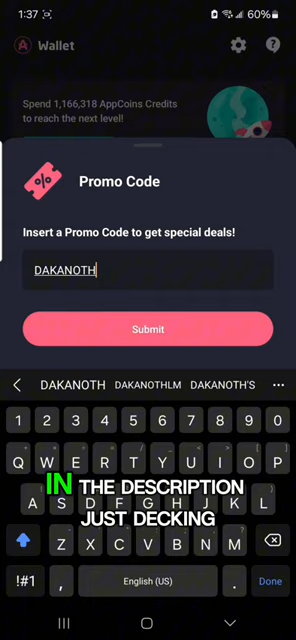 1:37
60%
Wallet
Spend 1,166,318 AppCoins Credits
to reach the next level!
Promo Code
Insert a Promo Code to get special deals!
DAKANOTH
Submit
DAKANOTH DAKANOTHLM DAKANOTH'S
1 2 3 4 5 6 7 8 9 0
Q W E R T Y U I O P
IN THE DESCRIPTION
A S D F G H J K L
JUST DECKING
Z X C V B N M
!#1 , English (US) . Done